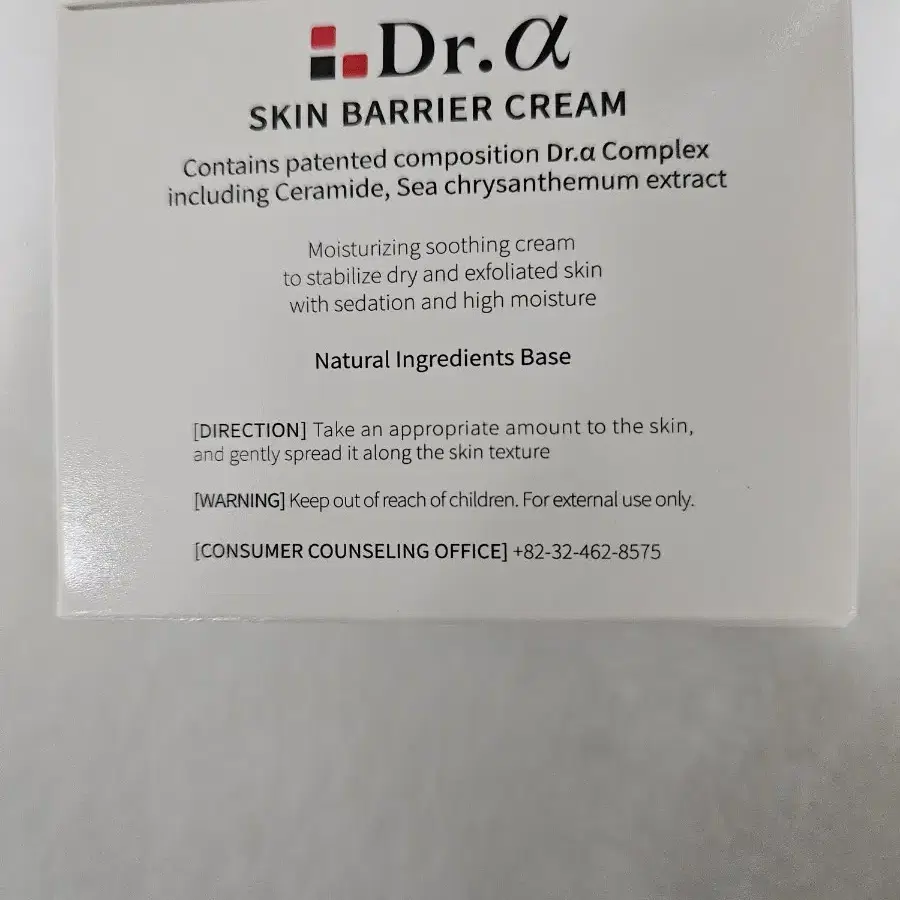 Dr.α
SKIN BARRIER CREAM
Contains patented composition Dr.α Complex
including Ceramide, Sea chrysanthemum extract
Moisturizing soothing cream
to stabilize dry and exfoliated skin
with sedation and high moisture
Natural Ingredients Base
[DIRECTION] Take an appropriate amount to the skin,
and gently spread it along the skin texture
[WARNING] Keep out of reach of children. For external use only.
[CONSUMER COUNSELING OFFICE] +82-32-462-8575